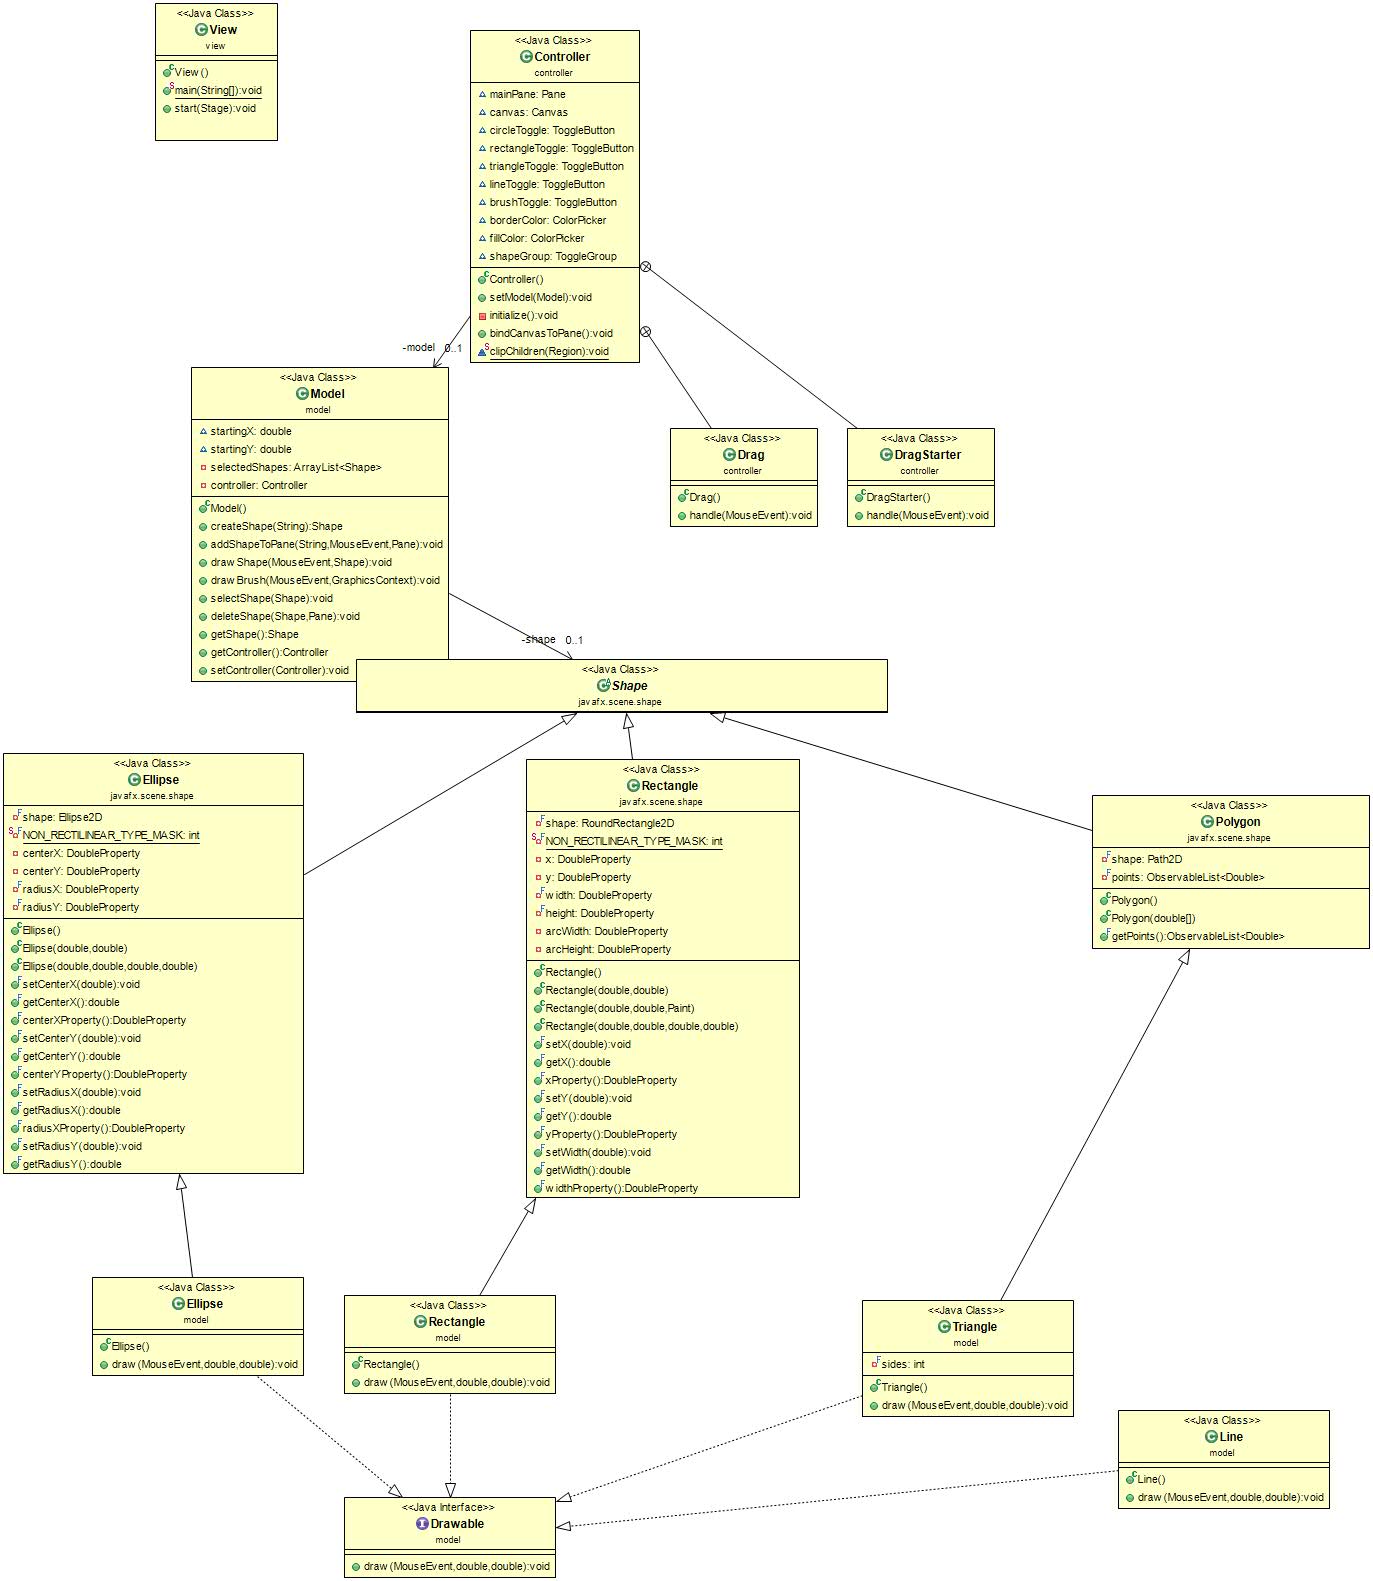 <<Java Class>>
View
view
View()
main(String[]):void
start(Stage):void
<<Java Class>>
Controller
controller
mainPane: Pane
canvas: Canvas
circleToggle: ToggleButton
rectangleToggle: ToggleButton
triangleToggle: ToggleButton
lineToggle: ToggleButton
brushToggle: ToggleButton
borderColor: ColorPicker
fillColor: ColorPicker
shapeGroup: ToggleGroup
Controller()
setModel(Model):void
initialize():void
bindCanvasToPane():void
clipChildren(Region):void
-model 0..1
<<Java Class>>
Model
model
startingX: double
startingY: double
selectedShapes: ArrayList<Shape>
controller: Controller
Model()
createShape(String):Shape
addShapeToPane(String,MouseEvent,Pane):void
drawShape(MouseEvent,Shape):void
drawBrush(MouseEvent,GraphicsContext):void
selectShape(Shape):void
deleteShape(Shape,Pane):void
getShape():Shape
getController():Controller
setController(Controller):void
<<Java Class>>
Drag
controller
Drag()
handle(MouseEvent):void
<<Java Class>>
DragStarter
controller
DragStarter()
handle(MouseEvent):void
-shape 0..1
<<Java Class>>
Shape
javafx.scene.shape
<<Java Class>>
Ellipse
javafx.scene.shape
shape: Ellipse2D
NON_RECTILINEAR_TYPE_MASK: int
centerX: DoubleProperty
centerY: DoubleProperty
radiusX: DoubleProperty
radiusY: DoubleProperty
Ellipse()
Ellipse(double,double)
Ellipse(double,double,double,double)
setCenterX(double):void
getCenterX():double
centerXProperty():DoubleProperty
setCenterY(double):void
getCenterY():double
centerYProperty():DoubleProperty
setRadiusX(double):void
getRadiusX():double
radiusXProperty():DoubleProperty
setRadiusY(double):void
getRadiusY():double
<<Java Class>>
Rectangle
javafx.scene.shape
shape: RoundRectangle2D
NON_RECTILINEAR_TYPE_MASK: int
x: DoubleProperty
y: DoubleProperty
width: DoubleProperty
height: DoubleProperty
arcWidth: DoubleProperty
arcHeight: DoubleProperty
Rectangle()
Rectangle(double,double)
Rectangle(double,double,Paint)
Rectangle(double,double,double,double)
setX(double):void
getX():double
xProperty():DoubleProperty
setY(double):void
getY():double
yProperty():DoubleProperty
setWidth(double):void
getWidth():double
widthProperty():DoubleProperty
<<Java Class>>
Polygon
javafx.scene.shape
shape: Path2D
points: ObservableList<Double>
Polygon()
Polygon(double[])
getPoints():ObservableList<Double>
<<Java Class>>
Ellipse
model
Ellipse()
draw(MouseEvent,double,double):void
<<Java Class>>
Rectangle
model
Rectangle()
draw(MouseEvent,double,double):void
<<Java Class>>
Triangle
model
sides: int
Triangle()
draw(MouseEvent,double,double):void
<<Java Class>>
Line
model
Line()
draw(MouseEvent,double,double):void
<<Java Interface>>
Drawable
model
draw(MouseEvent,double,double):void